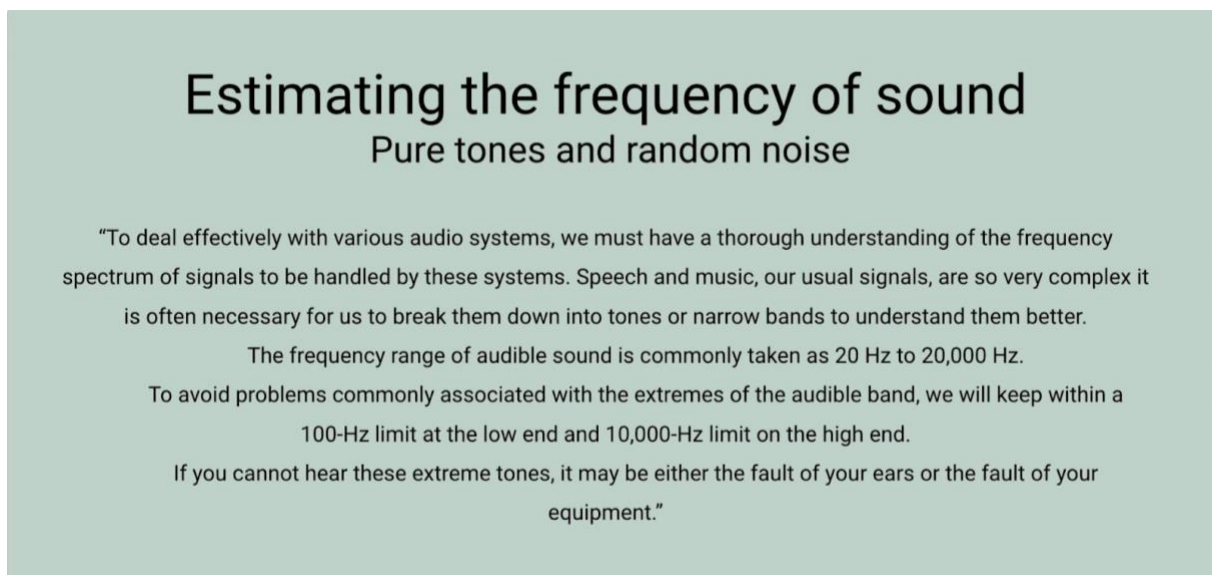 Estimating the frequency of sound
Pure tones and random noise
“To deal effectively with various audio systems, we must have a thorough understanding of the frequency
spectrum of signals to be handled by these systems. Speech and music, our usual signals, are so very complex it
is often necessary for us to break them down into tones or narrow bands to understand them better.
The frequency range of audible sound is commonly taken as 20 Hz to 20,000 Hz.
To avoid problems commonly associated with the extremes of the audible band, we will keep within a
100-Hz limit at the low end and 10,000-Hz limit on the high end.
If you cannot hear these extreme tones, it may be either the fault of your ears or the fault of your
equipment.”